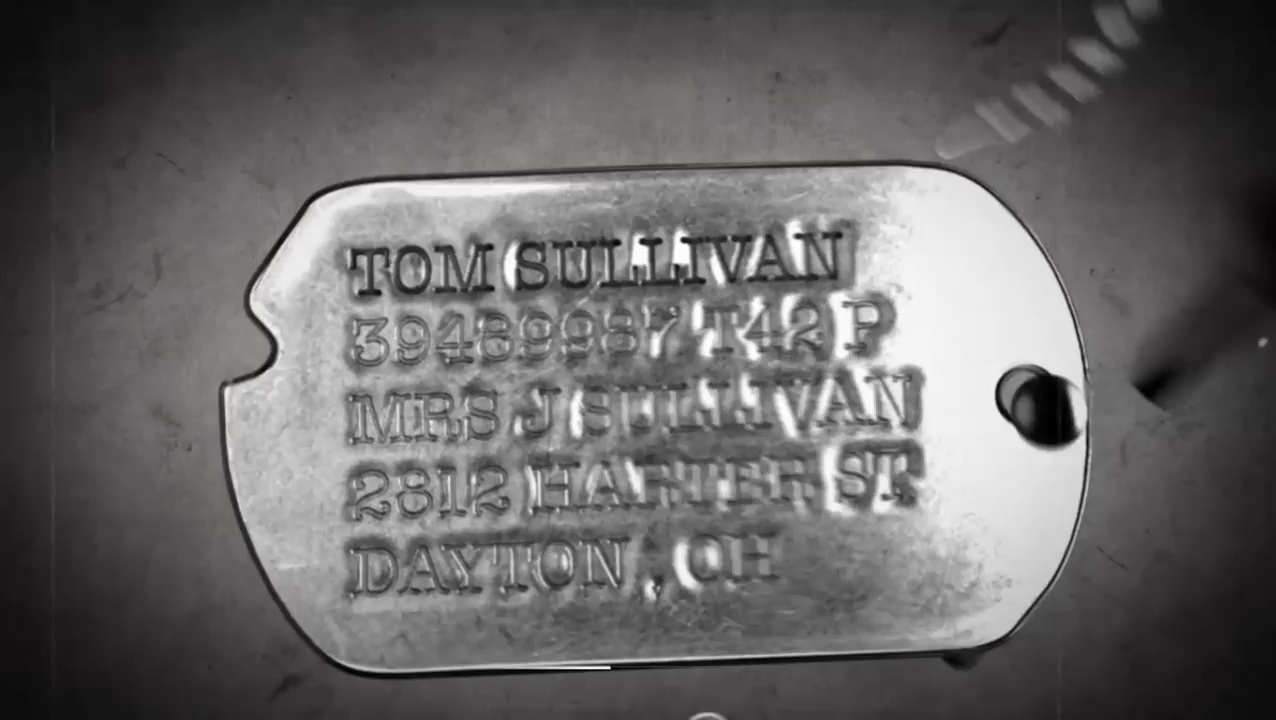 TOM SULLIVAN
39489987 T42 P
MRS J SULLIVAN
2812 HARTER ST.
DAYTON , OH